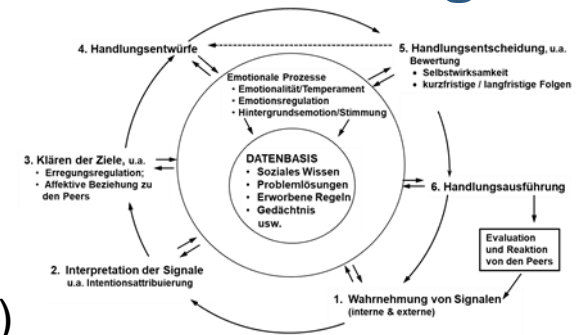 4. Handlungsentwürfe
5. Handlungsentscheidung, u.a.
Bewertung
• Selbstwirksamkeit
• kurzfristige / langfristige Folgen
Emotionale Prozesse
• Emotionalität/Temperament
• Emotionsregulation
• Hintergrundsemotion/Stimmung
3. Klären der Ziele, u.a.
• Erregungsregulation;
• Affektive Beziehung zu
den Peers
DATENBASIS
• Soziales Wissen
• Problemlösungen
• Erworbene Regeln
• Gedächtnis
usw.
6. Handlungsausführung
Evaluation
und Reaktion
von den Peers
2. Interpretation der Signale
u.a. Intentionsattribuierung
1. Wahrnehmung von Signalen
(interne & externe)
)